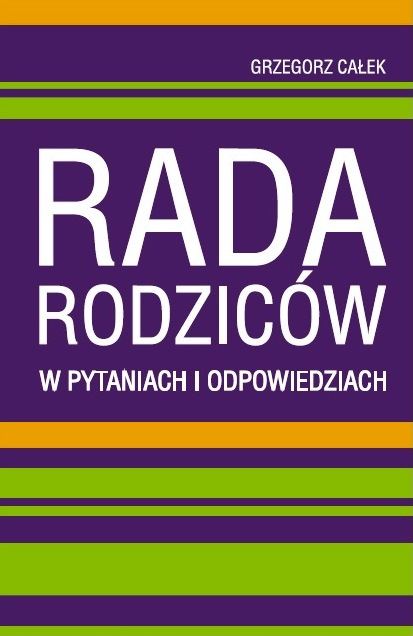 GRZEGORZ CAŁEK
RADA
RODZICÓW
W PYTANIACH I ODPOWIEDZIACH